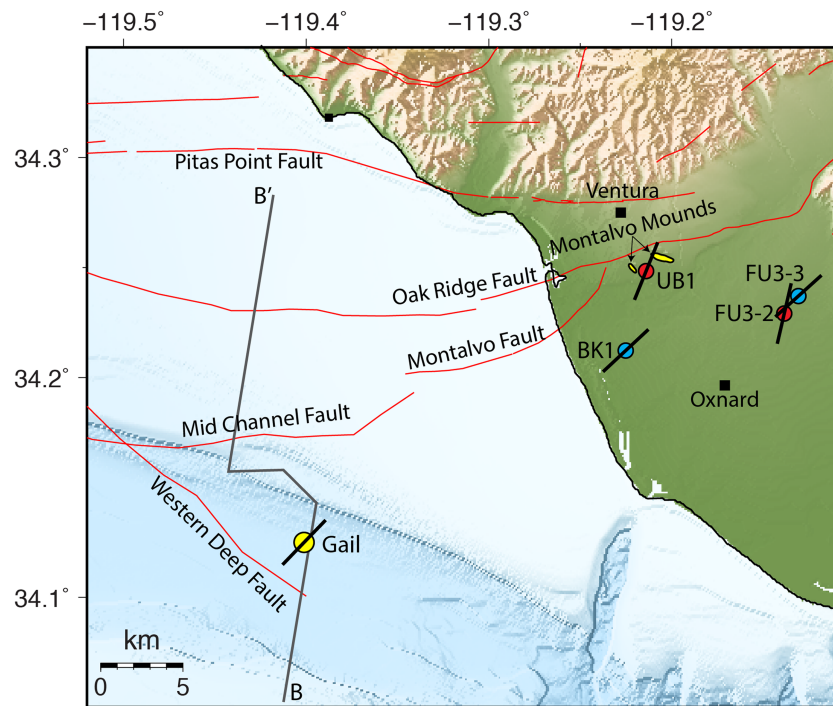 −119.5˚
−119.4˚
−119.3˚
−119.2˚
34.3˚
34.2˚
34.1˚
Pitas Point Fault
B'
Ventura
Montalvo Mounds
Oak Ridge Fault
UB1
FU3-3
FU3-2
Montalvo Fault
BK1
Oxnard
Mid Channel Fault
Western Deep Fault
Gail
km
0 5
B